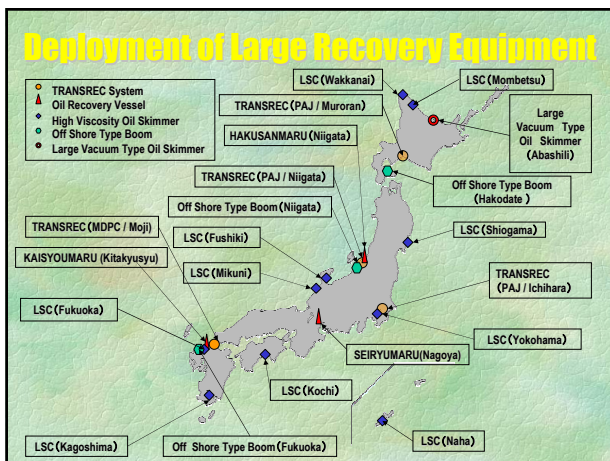 Deployment of Large Recovery Equipment
TRANSREC System
Oil Recovery Vessel
High Viscosity Oil Skimmer
Off Shore Type Boom
Large Vacuum Type Oil Skimmer
LSC(Wakkanai)
LSC(Mombetsu)
TRANSREC(PAJ / Muroran)
HAKUSANMARU(Niigata)
Large
Vacuum Type
Oil Skimmer
(Abashili)
TRANSREC(PAJ / Niigata)
Off Shore Type Boom
(Hakodate )
Off Shore Type Boom(Niigata)
TRANSREC(MDPC / Moji)
LSC(Fushiki)
LSC(Shiogama)
KAISYOUMARU(Kitakyusyu)
LSC(Mikuni)
TRANSREC
(PAJ / Ichihara)
LSC(Fukuoka)
LSC(Yokohama)
SEIRYUMARU(Nagoya)
LSC(Kochi)
LSC(Kagoshima)
Off Shore Type Boom(Fukuoka)
LSC(Naha)